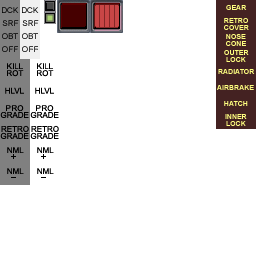 DCK DCK
SRF SRF
OBT OBT
OFF OFF
KILL ROT KILL ROT
HLVL HLVL
PRO GRADE PRO GRADE
RETRO GRADE RETRO GRADE
NML + NML +
NML − NML −
GEAR
RETRO
COVER
NOSE
CONE
OUTER
LOCK
RADIATOR
AIRBRAKE
HATCH
INNER
LOCK